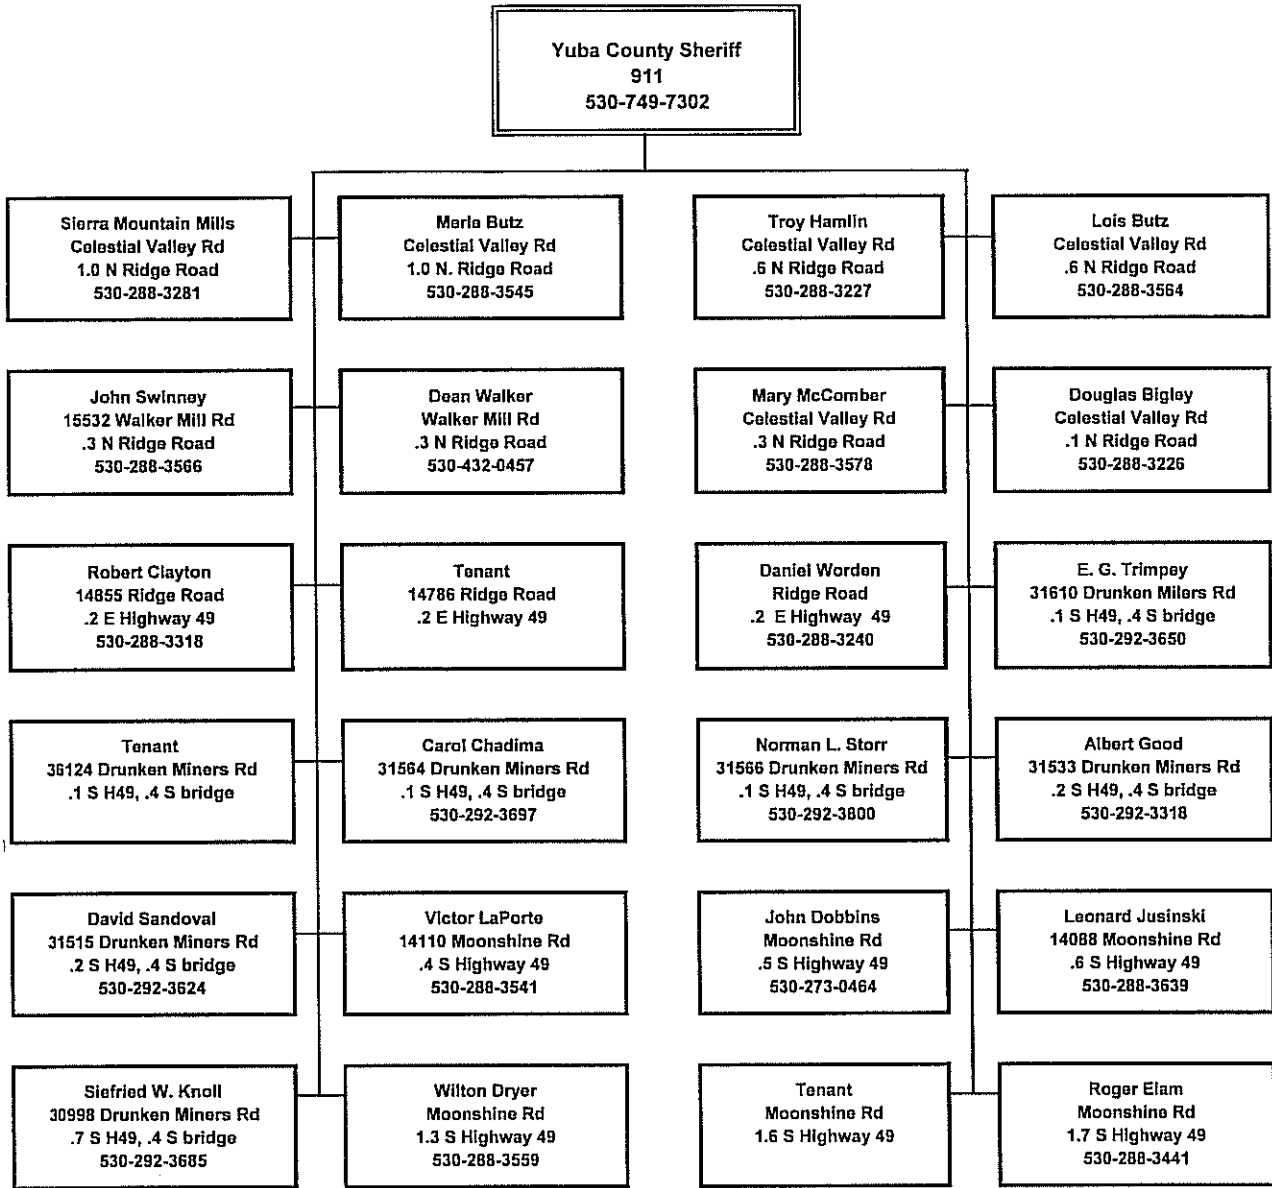 Yuba County Sheriff
911
530-749-7302
Sierra Mountain Mills
Celestial Valley Rd
1.0 N Ridge Road
530-288-3281
Merle Butz
Celestial Valley Rd
1.0 N. Ridge Road
530-288-3545
Troy Hamlin
Celestial Valley Rd
.6 N Ridge Road
530-288-3227
Lois Butz
Celestial Valley Rd
.6 N Ridge Road
530-288-3564
John Swinney
15532 Walker Mill Rd
.3 N Ridge Road
530-288-3566
Dean Walker
Walker Mill Rd
.3 N Ridge Road
530-432-0457
Mary McComber
Celestial Valley Rd
.3 N Ridge Road
530-288-3578
Douglas Bigley
Celestial Valley Rd
.1 N Ridge Road
530-288-3226
Robert Clayton
14855 Ridge Road
.2 E Highway 49
530-288-3318
Tenant
14786 Ridge Road
.2 E Highway 49
Daniel Worden
Ridge Road
.2 E Highway 49
530-288-3240
E. G. Trimpey
31610 Drunken Milers Rd
.1 S H49, .4 S bridge
530-292-3650
Tenant
36124 Drunken Miners Rd
.1 S H49, .4 S bridge
Carol Chadima
31564 Drunken Miners Rd
.1 S H49, .4 S bridge
530-292-3697
Norman L. Storr
31566 Drunken Miners Rd
.1 S H49, .4 S bridge
530-292-3800
Albert Good
31533 Drunken Miners Rd
.2 S H49, .4 S bridge
530-292-3318
David Sandoval
31515 Drunken Miners Rd
.2 S H49, .4 S bridge
530-292-3624
Victor LaPorte
14110 Moonshine Rd
.4 S Highway 49
530-288-3541
John Dobbins
Moonshine Rd
.5 S Highway 49
530-273-0464
Leonard Jusinski
14088 Moonshine Rd
.6 S Highway 49
530-288-3639
Siefried W. Knoll
30998 Drunken Miners Rd
.7 S H49, .4 S bridge
530-292-3685
Wilton Dryer
Moonshine Rd
1.3 S Highway 49
530-288-3559
Tenant
Moonshine Rd
1.6 S Highway 49
Roger Elam
Moonshine Rd
1.7 S Highway 49
530-288-3441